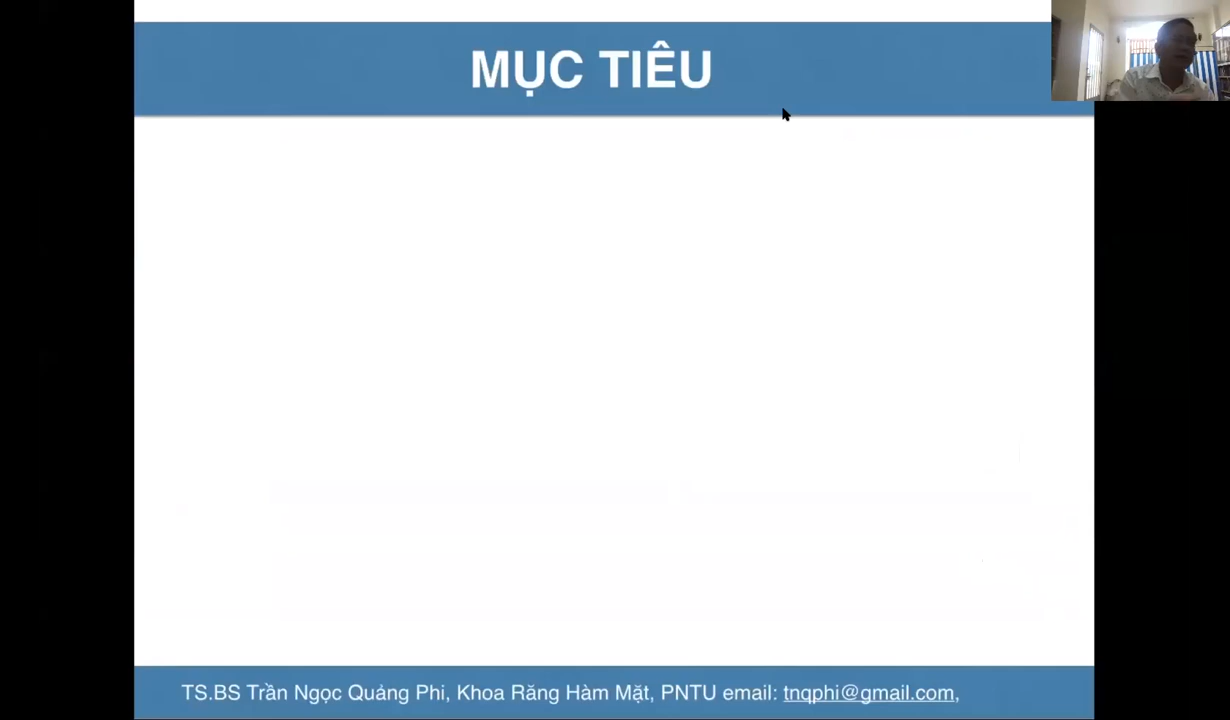 MỤC TIÊU
TS.BS Trần Ngọc Quảng Phi, Khoa Răng Hàm Mặt, PNTU email: tnqphi@gmail.com,